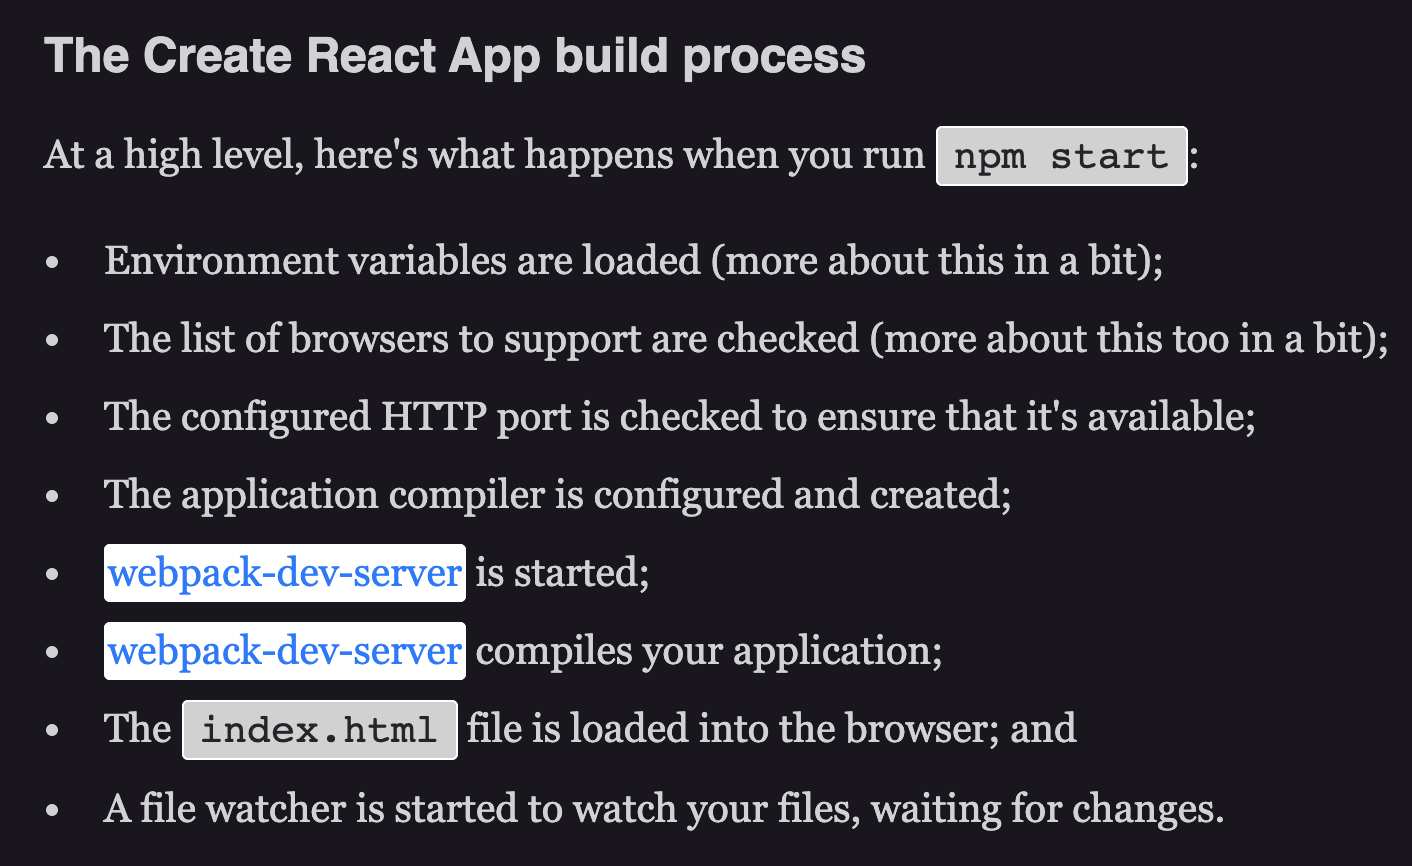 The Create React App build process
At a high level, here's what happens when you run npm start:
• Environment variables are loaded (more about this in a bit);
• The list of browsers to support are checked (more about this too in a bit);
• The configured HTTP port is checked to ensure that it's available;
• The application compiler is configured and created;
• webpack-dev-server is started;
• webpack-dev-server compiles your application;
• The index.html file is loaded into the browser; and
• A file watcher is started to watch your files, waiting for changes.